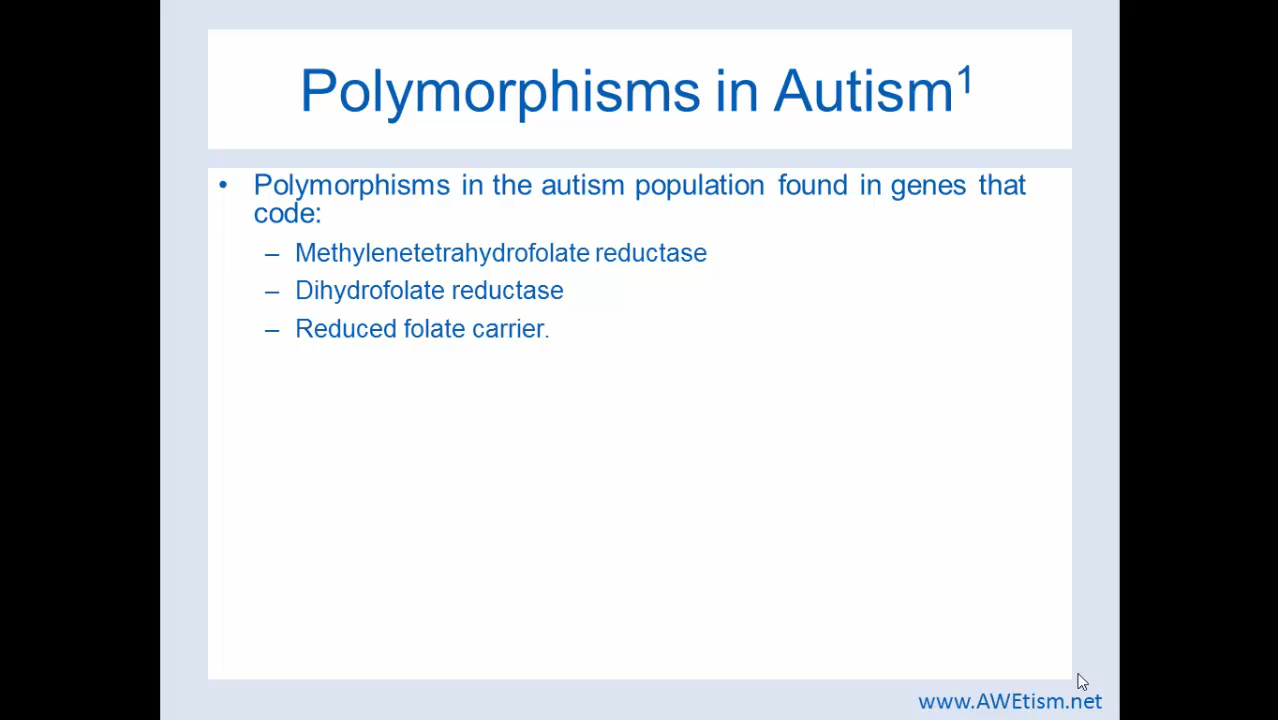 Polymorphisms in Autism¹
• Polymorphisms in the autism population found in genes that
code:
– Methylenetetrahydrofolate reductase
– Dihydrofolate reductase
– Reduced folate carrier.
www.AWEtism.net